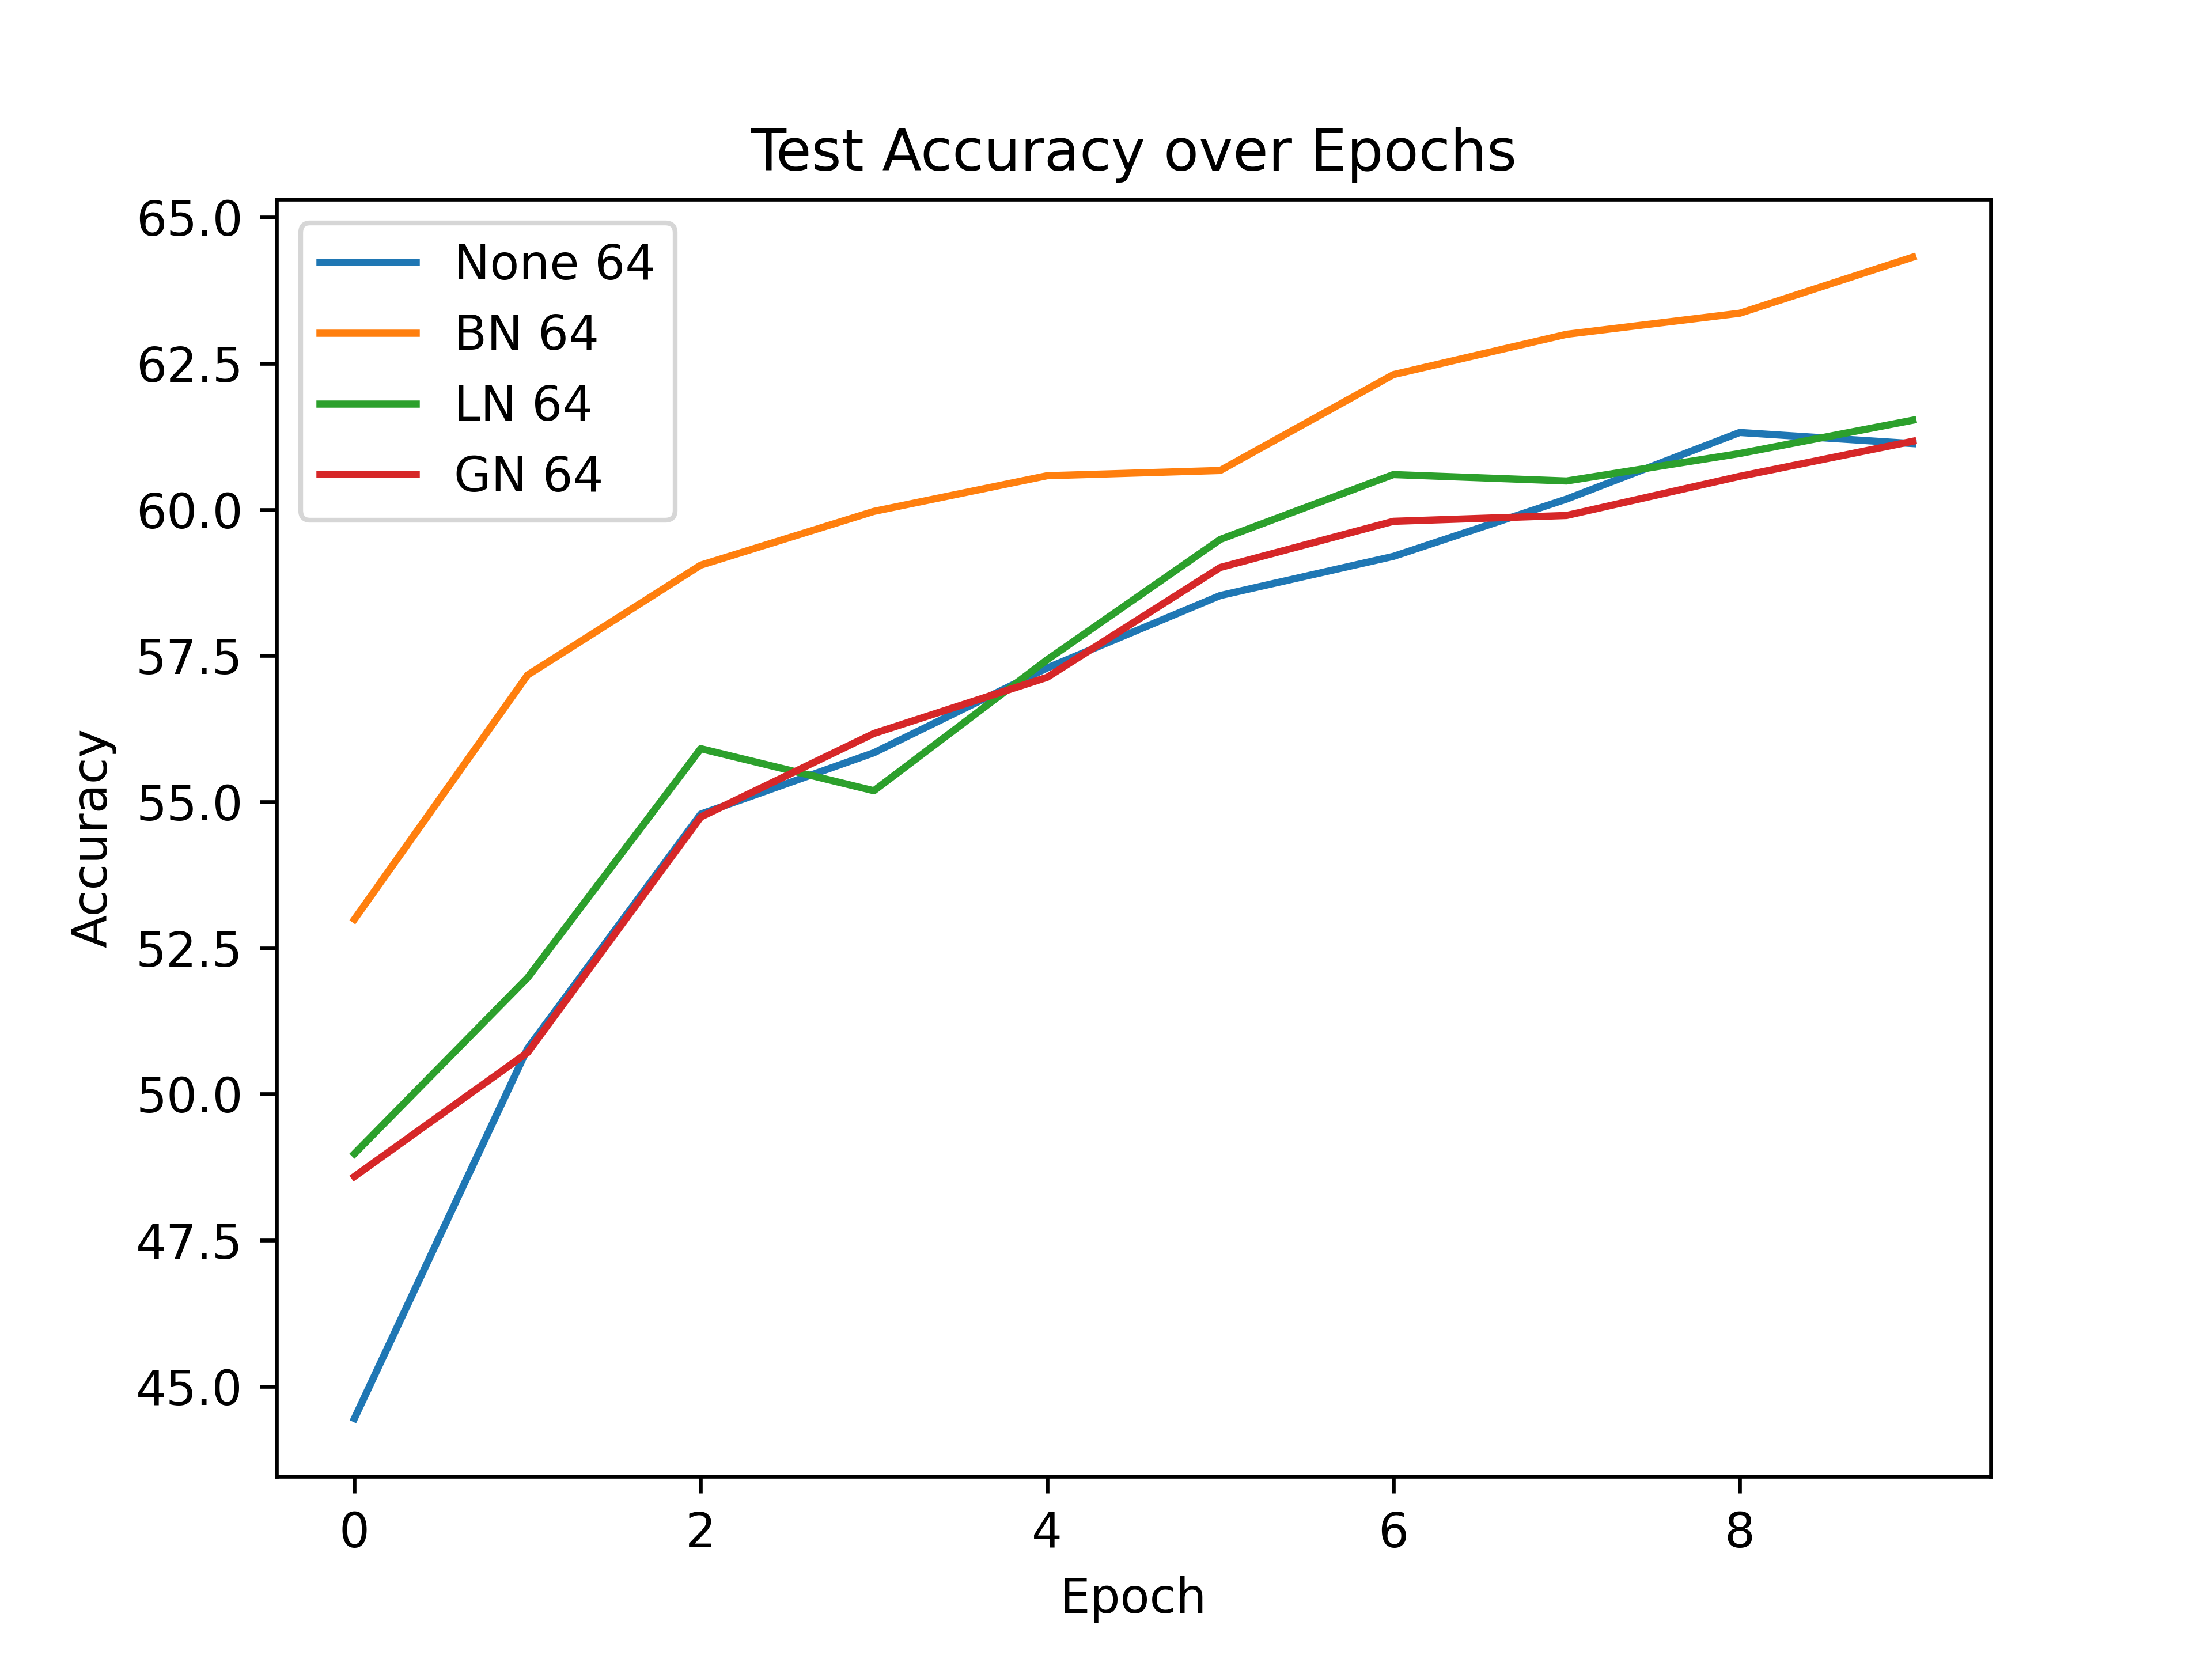 Test Accuracy over Epochs
65.0
62.5
60.0
57.5
55.0
52.5
50.0
47.5
45.0
Accuracy
None 64
BN 64
LN 64
GN 64
0 2 4 6 8
Epoch